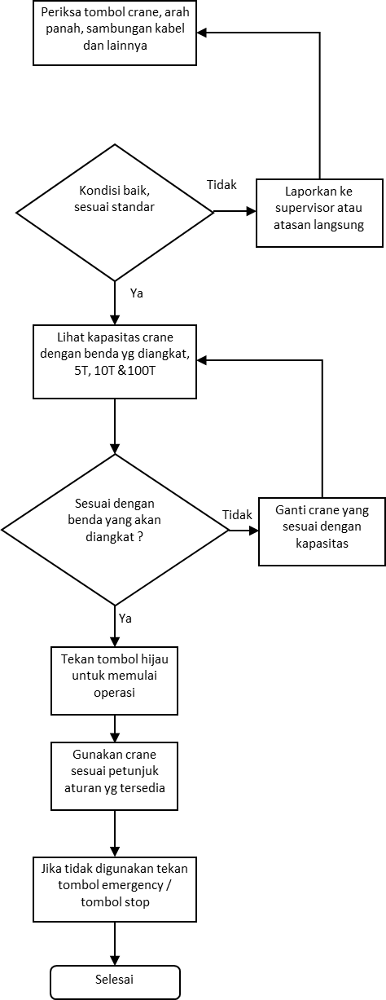 Periksa tombol crane, arah
panah, sambungan kabel
dan lainnya
Kondisi baik,
sesuai standar
Tidak
Laporkan ke
supervisor atau
atasan langsung
Ya
Lihat kapasitas crane
dengan benda yg diangkat,
5T, 10T &100T
Sesuai dengan
benda yang akan
diangkat ?
Tidak
Ganti crane yang
sesuai dengan
kapasitas
Ya
Tekan tombol hijau
untuk memulai
operasi
Gunakan crane
sesuai petunjuk
aturan yg tersedia
Jika tidak digunakan tekan
tombol emergency /
tombol stop
Selesai